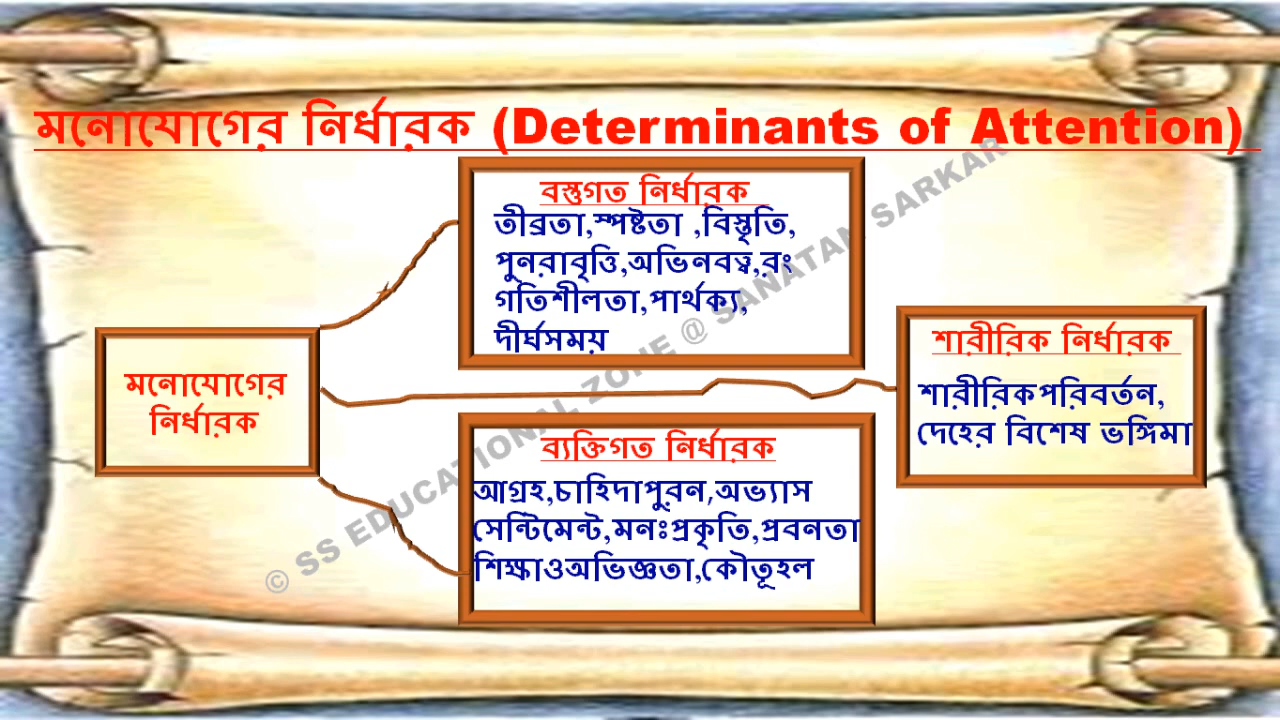 মনোযোগের নির্ধারক (Determinants of Attention)
বস্তুগত নির্ধারক
তীব্রতা,স্পষ্টতা ,বিস্তৃতি,
পুনরাবৃত্তি,অভিনবত্ব,রং
গতিশীলতা,পার্থক্য,
দীর্ঘসময়
শারীরিক নির্ধারক
শারীরিকপরিবর্তন,
দেহের বিশেষ ভঙ্গিমা
মনোযোগের
নির্ধারক
ব্যক্তিগত নির্ধারক
আগ্রহ,চাহিদাপুরন,অভ্যাস
সেন্টিমেন্ট,মনঃপ্রকৃতি,প্রবনতা
শিক্ষাওঅভিজ্ঞতা,কৌতূহল
© SS EDUCATIONAL ZONE @ SANATAN SARKAR